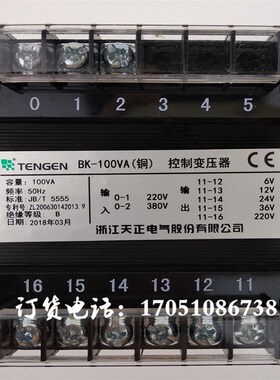 0 1 2 3 4 5
TENGEN BK-100VA(铜) 控制变压器 CE
容量: 100VA
频率: 50Hz
标准: JB/T 5555
专利号: ZL200630142013.9
绝缘等级: B
日期: 2018年03月
输入
0-1 220V
0-2 380V
输出
11-12 6V
11-13 12V
11-14 24V
11-15 36V
11-16 220V
浙江天正电气股份有限公司
16 15 14 13 12 11
订货电话: 17051086738